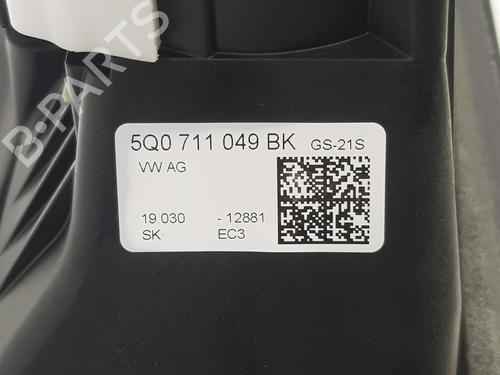 B-PARTS
5Q0 711 049 BK GS-21S
VW AG
19 030 - 12881
SK EC3